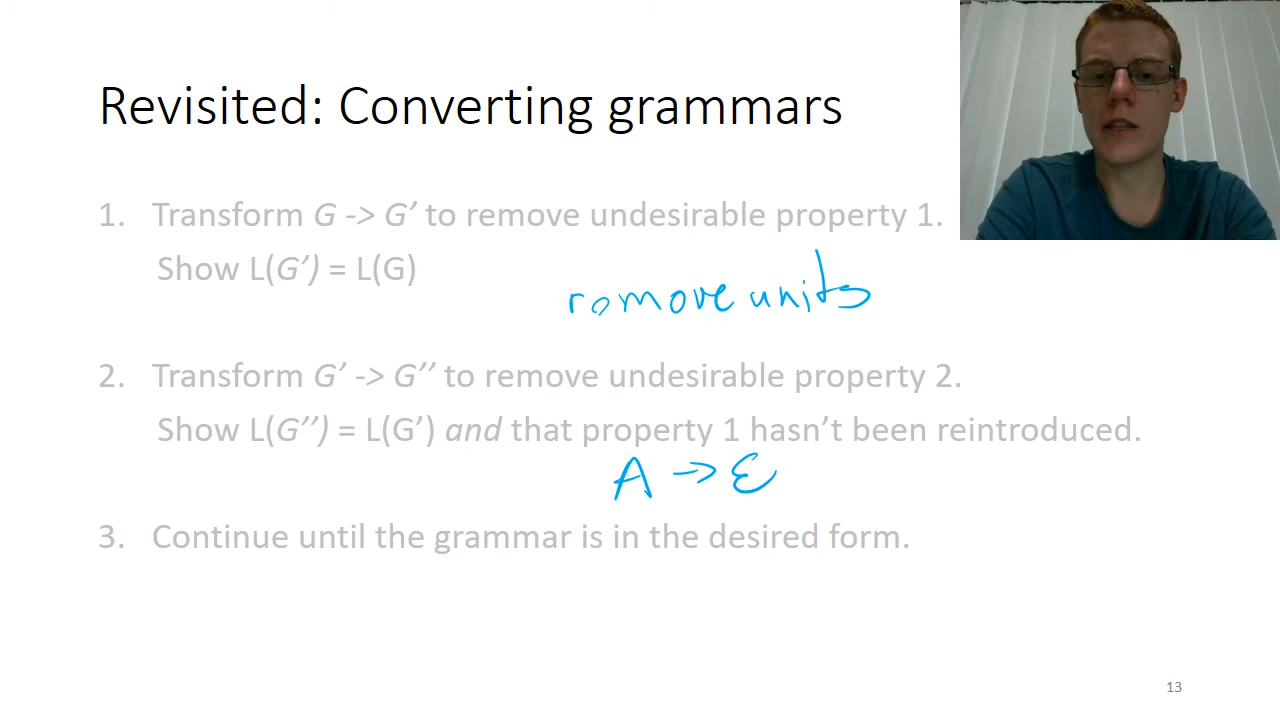 Revisited: Converting grammars
1. Transform G -> G’ to remove undesirable property 1.
Show L(G’) = L(G)
remove units
2. Transform G’ -> G’’ to remove undesirable property 2.
Show L(G’’) = L(G’) and that property 1 hasn’t been reintroduced.
A → ε
3. Continue until the grammar is in the desired form.
13